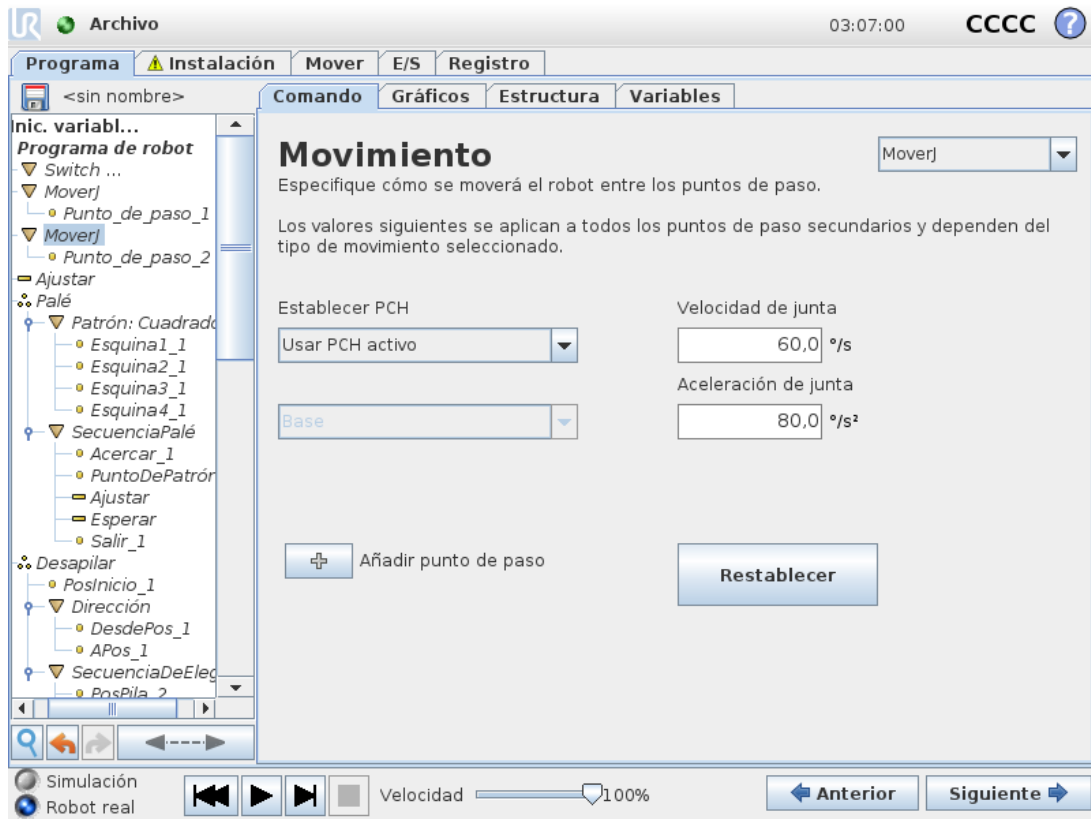 UR Archivo 03:07:00 CCCC ?
Programa Instalación Mover E/S Registro
<sin nombre> Comando Gráficos Estructura Variables
Inic. variabl...
Programa de robot
Switch ...
MoverJ
Punto_de_paso_1
MoverJ
Punto_de_paso_2
Ajustar
Palé
Patrón: Cuadrado
Esquina1_1
Esquina2_1
Esquina3_1
Esquina4_1
SecuenciaPalé
Acercar_1
PuntoDePatrón
Ajustar
Esperar
Salir_1
Desapilar
PosInicio_1
Dirección
DesdePos_1
APos_1
SecuenciaDeEleg
PosPila_2
Movimiento
MoverJ
Especifique cómo se moverá el robot entre los puntos de paso.
Los valores siguientes se aplican a todos los puntos de paso secundarios y dependen del
tipo de movimiento seleccionado.
Establecer PCH
Usar PCH activo
Base
Velocidad de junta
60,0 °/s
Aceleración de junta
80,0 °/s²
Añadir punto de paso
Restablecer
Simulación
Robot real
Velocidad 100%
Anterior
Siguiente